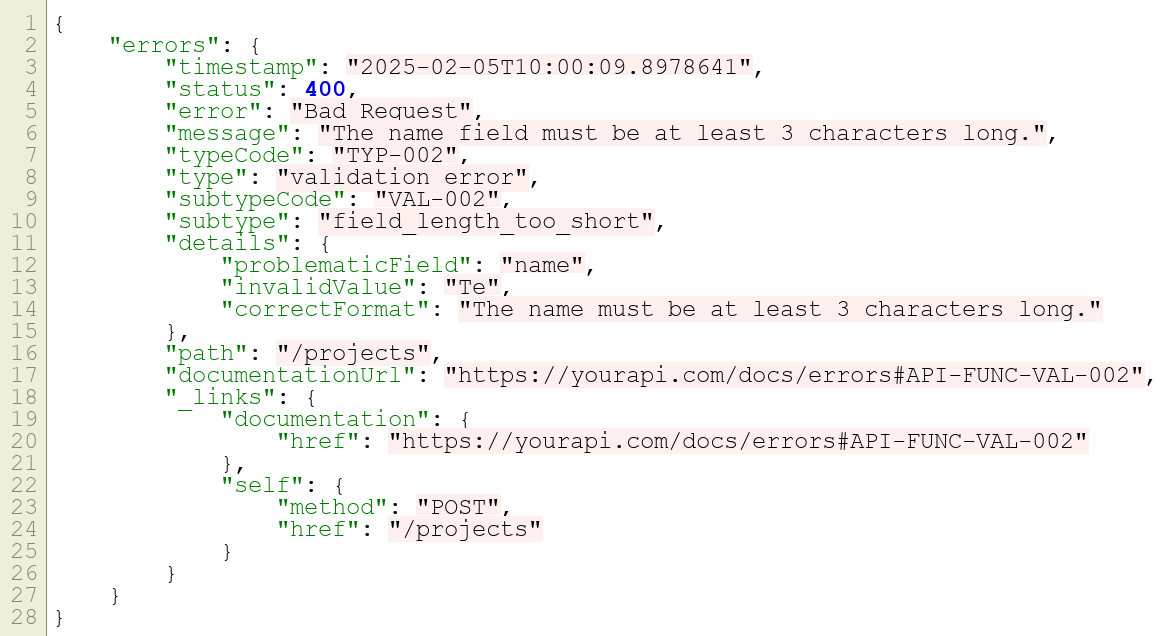 1 {
2     "errors": {
3         "timestamp": "2025-02-05T10:00:09.8978641",
4         "status": 400,
5         "error": "Bad Request",
6         "message": "The name field must be at least 3 characters long.",
7         "typeCode": "TYP-002",
8         "type": "validation error",
9         "subtypeCode": "VAL-002",
10         "subtype": "field_length_too_short",
11         "details": {
12             "problematicField": "name",
13             "invalidValue": "Te",
14             "correctFormat": "The name must be at least 3 characters long."
15         },
16         "path": "/projects",
17         "documentationUrl": "https://yourapi.com/docs/errors#API-FUNC-VAL-002",
18         "_links": {
19             "documentation": {
20                 "href": "https://yourapi.com/docs/errors#API-FUNC-VAL-002"
21             },
22             "self": {
23                 "method": "POST",
24                 "href": "/projects"
25             }
26         }
27     }
28 }